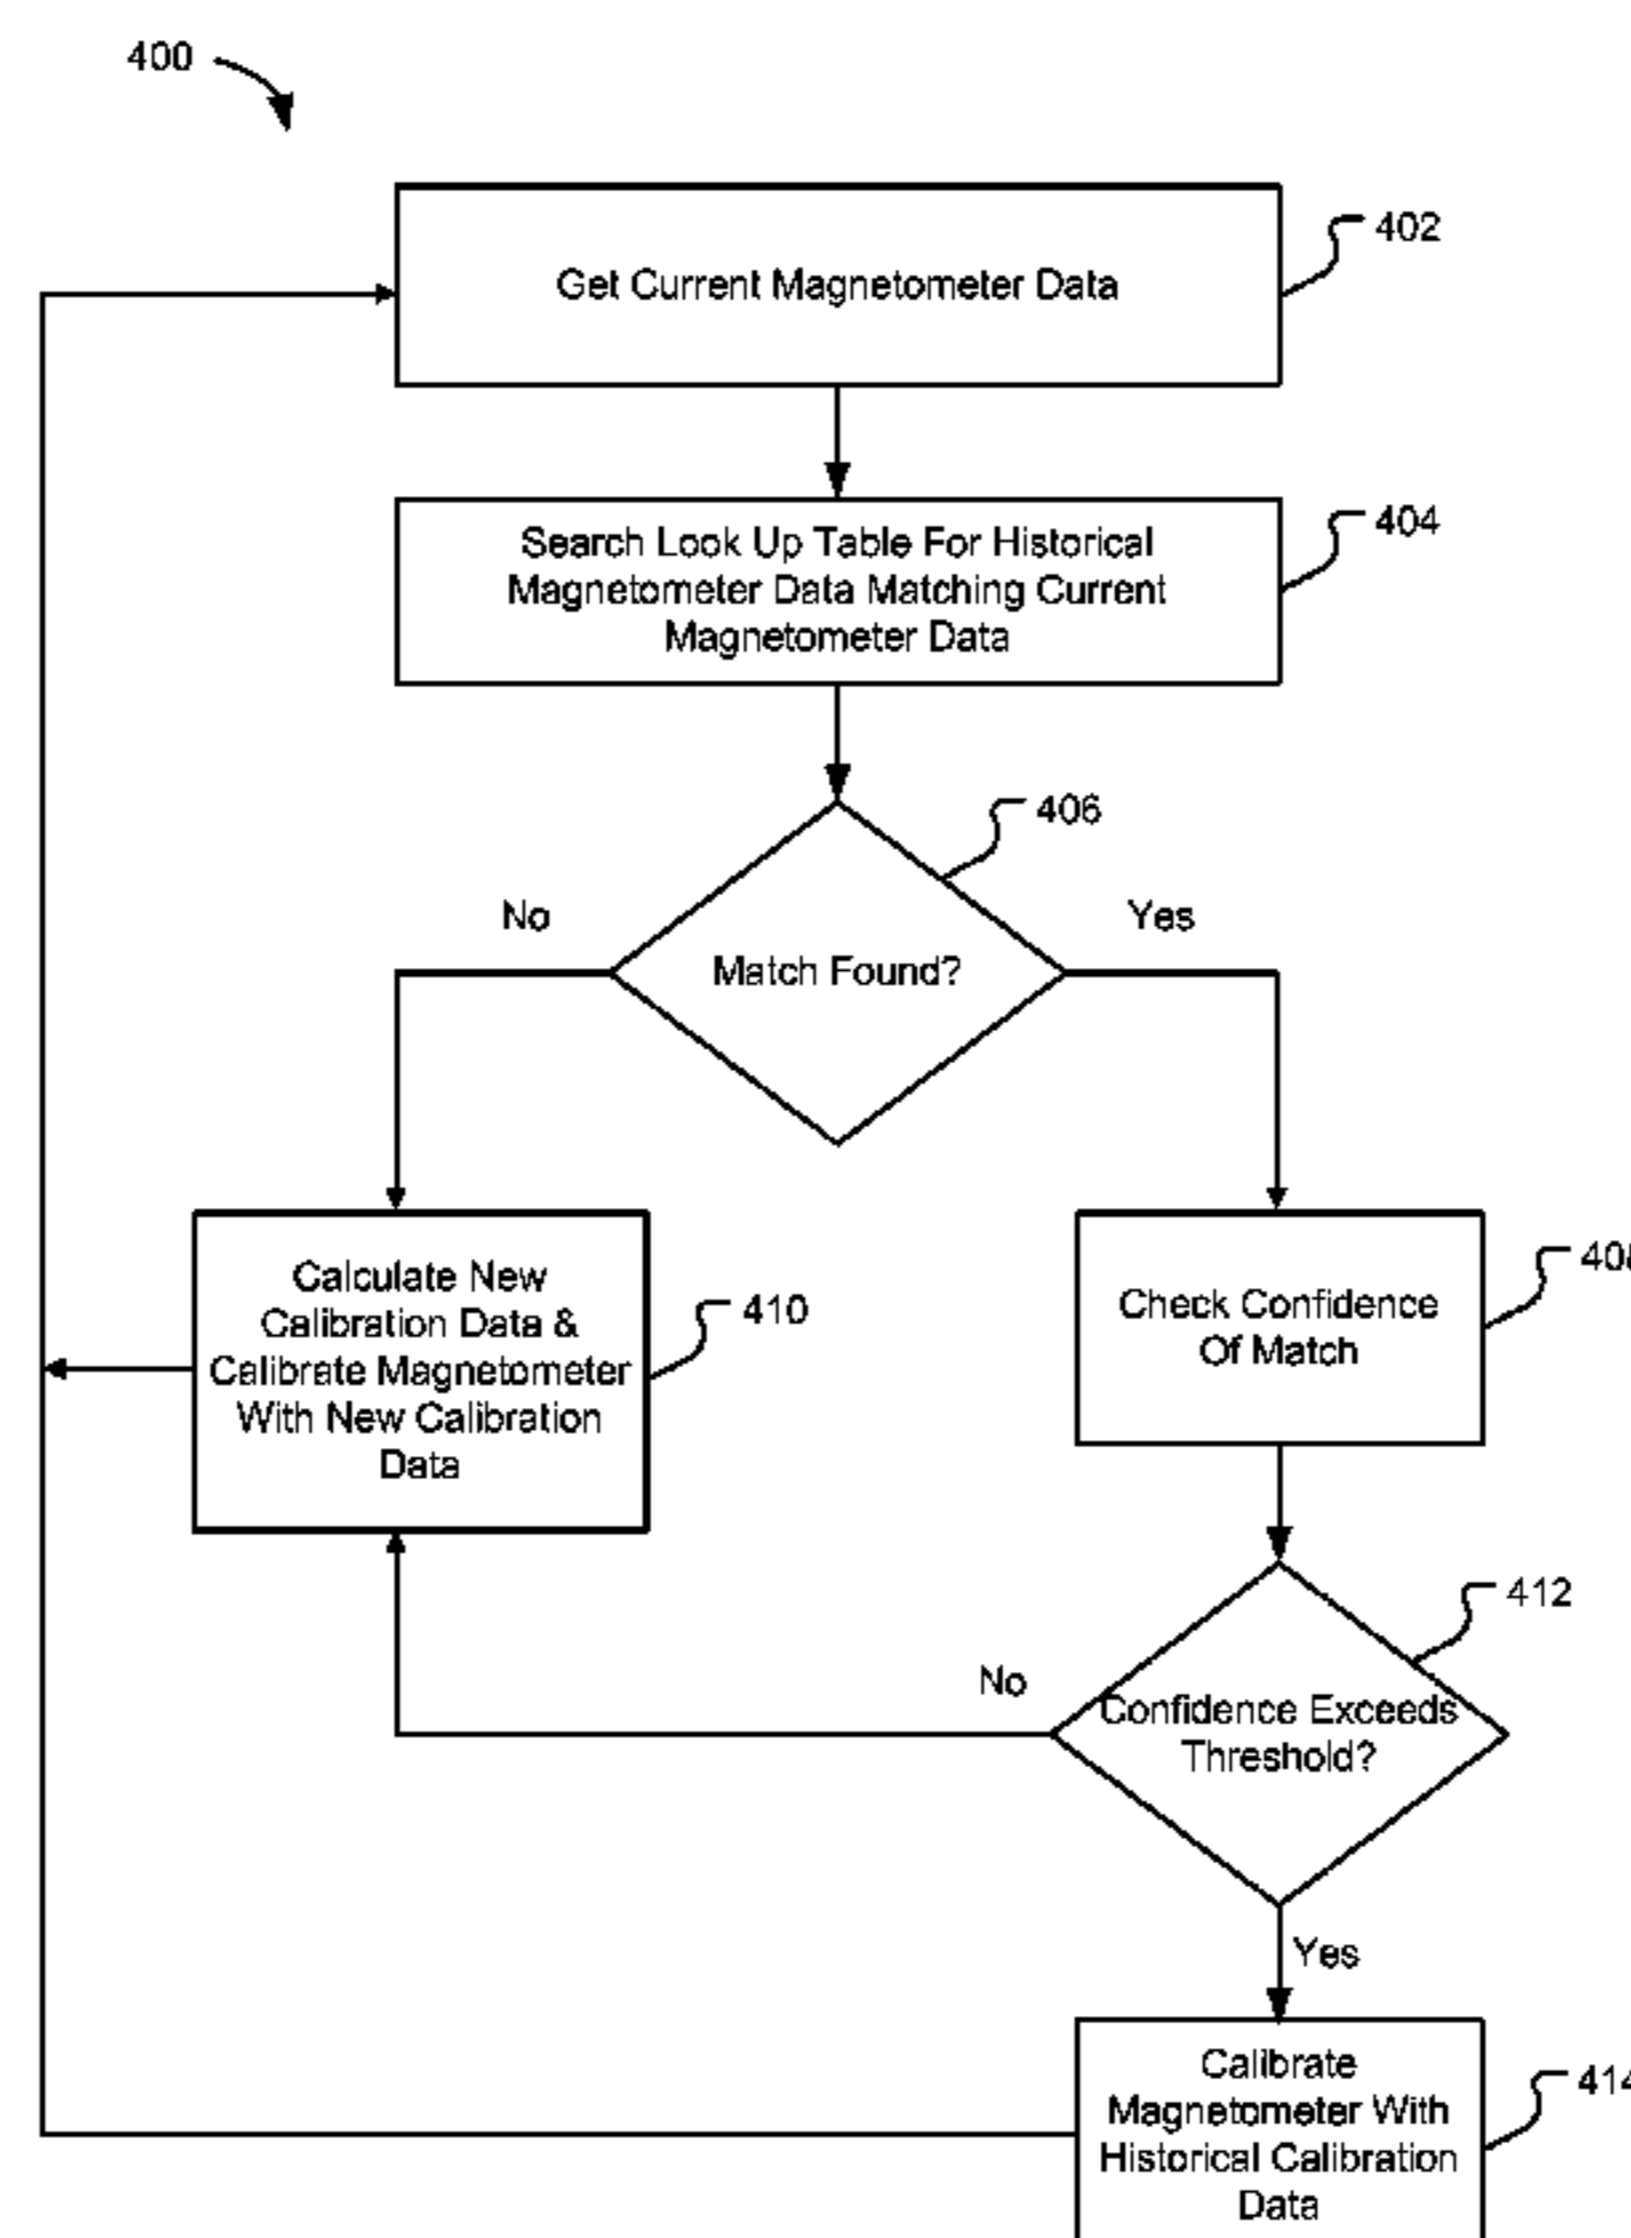 400
402
Get Current Magnetometer Data
404
Search Look Up Table For Historical
Magnetometer Data Matching Current
Magnetometer Data
406
No
Yes
Match Found?
408
Calculate New
Calibration Data &
Calibrate Magnetometer
With New Calibration
Data
410
Check Confidence
Of Match
412
No
Confidence Exceeds
Threshold?
Yes
Calibrate
Magnetometer With
Historical Calibration
Data
414